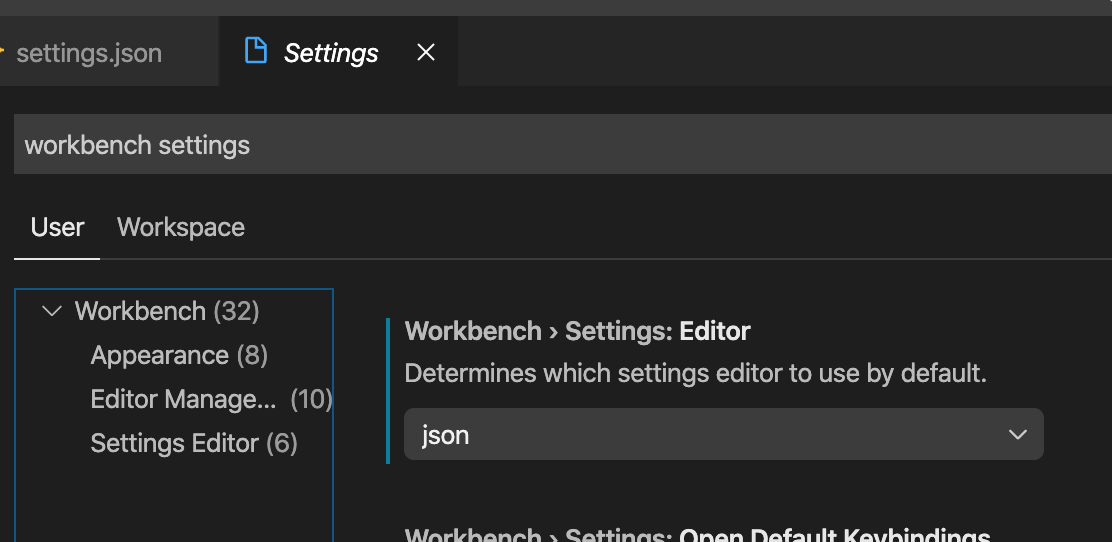 settings.json
Settings
workbench settings
User Workspace
Workbench (32)
Appearance (8)
Editor Manage... (10)
Settings Editor (6)
Workbench › Settings: Editor
Determines which settings editor to use by default.
json
Workbench › Settings: Open Default Keybindings